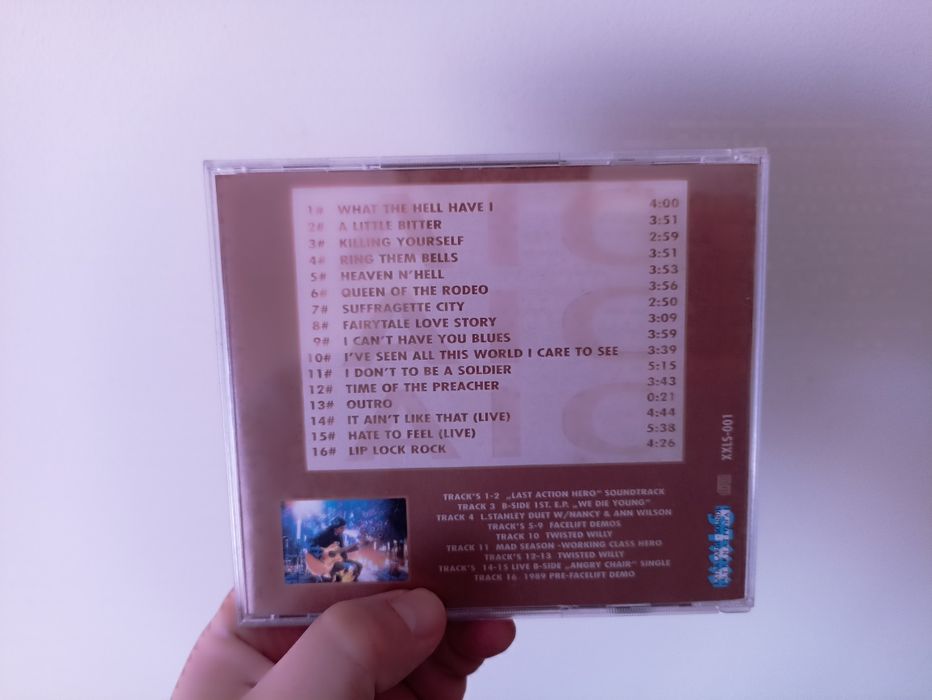 1# WHAT THE HELL HAVE I 4:00
2# A LITTLE BITTER 3:51
3# KILLING YOURSELF 2:59
4# RING THEM BELLS 3:51
5# HEAVEN N'HELL 3:53
6# QUEEN OF THE RODEO 3:56
7# SUFFRAGETTE CITY 2:50
8# FAIRYTALE LOVE STORY 3:09
9# I CAN'T HAVE YOU BLUES 3:59
10# I'VE SEEN ALL THIS WORLD I CARE TO SEE 3:39
11# I DON'T TO BE A SOLDIER 5:15
12# TIME OF THE PREACHER 3:43
13# OUTRO 0:21
14# IT AIN'T LIKE THAT (LIVE) 4:44
15# HATE TO FEEL (LIVE) 5:38
16# LIP LOCK ROCK 4:26
AIC
AIC
AIC
TRACK'S 1-2 „LAST ACTION HERO" SOUNDTRACK
TRACK 3 B-SIDE 1ST. E.P. „WE DIE YOUNG"
TRACK 4 L.STANLEY DUET W/NANCY & ANN WILSON
TRACK'S 5-9 FACELIFT DEMOS
TRACK 10 TWISTED WILLY
TRACK 11 MAD SEASON -WORKING CLASS HERO
TRACK'S 12-13 TWISTED WILLY
TRACK'S 14-15 LIVE B-SIDE „ANGRY CHAIR" SINGLE
TRACK 16 1989 PRE-FACELIFT DEMO
XXLS-001